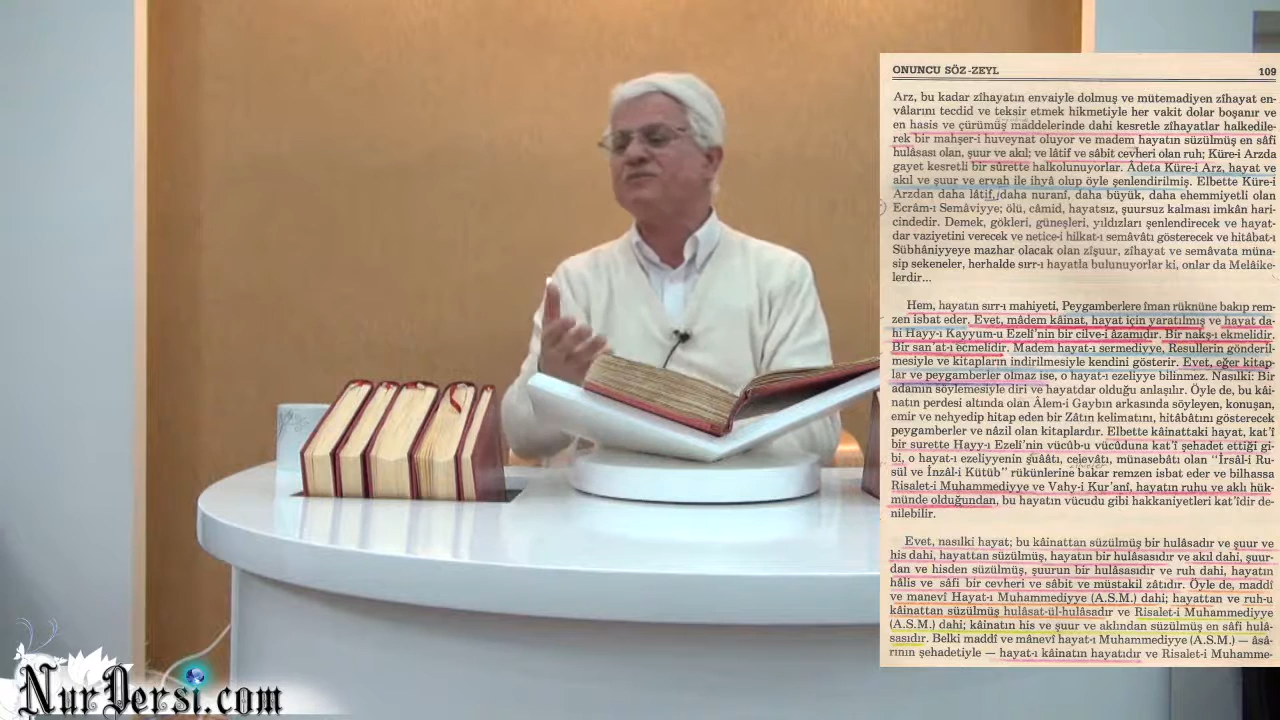 ONUNCU SÖZ-ZEYL 109
Arz, bu kadar zîhayatın envaiyle dolmuş ve mütemadiyen zîhayat en-
vâlarını tecdid ve teksir etmek hikmetiyle her vakit dolar boşanır ve
en hasis ve çürümüş maddelerinde dahi kesretle zîhayatlar halkedile-
rek bir mahşer-i huveynat oluyor ve madem hayatın süzülmüş en sâfi
hulâsası olan, şuur ve akıl; ve lâtif ve sâbit cevheri olan ruh; Küre-i Arzda
gayet kesretli bir sûrette halkolunuyorlar. Âdeta Küre-i Arz, hayat ve
akıl ve şuur ve ervah ile ihyâ olup öyle şenlendirilmiş. Elbette Küre-i
Arzdan daha lâtif, daha nuranî, daha büyük, daha ehemmiyetli olan
Ecrâm-ı Semâviyye; ölü, câmid, hayatsız, şuursuz kalması imkân hari-
cindedir. Demek, gökleri, güneşleri, yıldızları şenlendirecek ve hayat-
dar vaziyetini verecek ve netice-i hilkat-ı semâvâtı gösterecek ve hitâbat-ı
Sübhâniyyeye mazhar olacak olan zîşuur, zîhayat ve semâvata müna-
sip sekeneler, herhalde sırr-ı hayatla bulunuyorlar ki, onlar da Melâike-
lerdir...
Hem, hayatın sırr-ı mahiyeti, Peygamberlere îman rüknüne bakıp rem-
zen isbat eder. Evet, mâdem kâinat, hayat için yaratılmış ve hayat da-
hi Hayy-ı Kayyum-u Ezelî'nin bir cilve-i âzamıdır. Bir nakş-ı ekmelidir.
Bir san'at-ı ecmelidir. Madem hayat-ı sermediyye, Resullerin gönderil-
mesiyle ve kitapların indirilmesiyle kendini gösterir. Evet, eğer kitap-
lar ve peygamberler olmaz ise, o hayat-ı ezeliyye bilinmez. Nasılki: Bir
adamın söylemesiyle diri ve hayatdar olduğu anlaşılır. Öyle de, bu kâi-
natın perdesi altında olan Âlem-i Gaybın arkasında söyleyen, konuşan,
emir ve nehyedip hitap eden bir Zâtın kelimatını, hitâbâtını gösterecek
peygamberler ve nâzil olan kitaplardır. Elbette kâinattaki hayat, kat'î
bir surette Hayy-ı Ezelî'nin vücûb-u vücûduna kat'î şehadet ettiği gi-
bi, o hayat-ı ezeliyyenin şuââtı, celevâtı, münasebâtı olan "İrsâl-i Ru-
sül ve İnzâl-i Kütüb" rükünlerine bakar remzen isbat eder ve bilhassa
Risalet-i Muhammediyye ve Vahy-i Kur'anî, hayatın ruhu ve aklı hük-
münde olduğundan, bu hayatın vücudu gibi hakkaniyetleri kat'îdir de-
nilebilir.
Evet, nasılki hayat; bu kâinattan süzülmüş bir hulâsadır ve şuur ve
his dahi, hayattan süzülmüş, hayatın bir hulâsasıdır ve akıl dahi, şuur-
dan ve hisden süzülmüş, şuurun bir hulâsasıdır ve ruh dahi, hayatın
hâlis ve sâfi bir cevheri ve sâbit ve müstakil zâtıdır. Öyle de, maddî
ve manevî Hayat-ı Muhammediyye (A.S.M.) dahi; hayattan ve ruh-u
kâinattan süzülmüş hulâsat-ül-hulâsadır ve Risalet-i Muhammediyye
(A.S.M.) dahi; kâinatın his ve şuur ve aklından süzülmüş en sâfi hulâ-
sasıdır. Belki maddî ve mânevî hayat-ı Muhammediyye (A.S.M.) — âsâ-
rının şehadetiyle — hayat-ı kâinatın hayatıdır ve Risalet-i Muhamme-
NurDersi.com